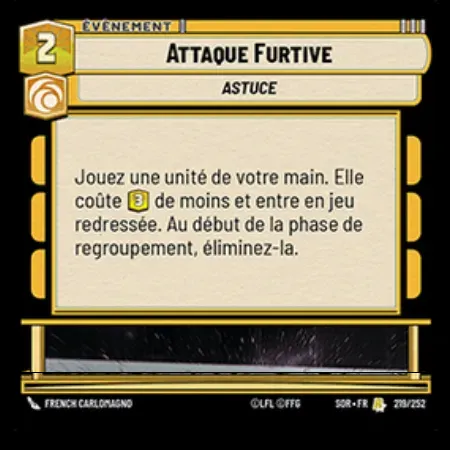 ÉVÉNEMENT
2
ATTAQUE FURTIVE
ASTUCE
Jouez une unité de votre main. Elle
coûte 3 de moins et entre en jeu
redressée. Au début de la phase de
regroupement, éliminez-la.
FRENCH CARLOMAGNO ©LFL ©FFG SOR • FR 219/252